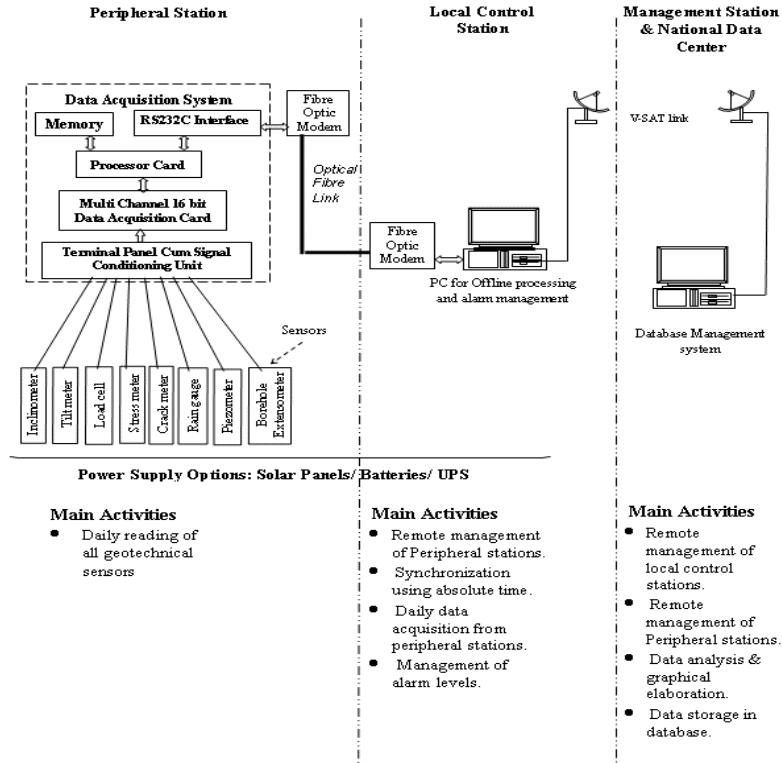 Peripheral Station
Local Control
Station
Management Station
& National Data
Center
Data Acquisition System
Memory
RS232C Interface
Processor Card
Multi Channel 16 bit
Data Acquisition Card
Terminal Panel Cum Signal
Conditioning Unit
Fibre
Optic
Modem
Optical
Fibre
Link
Fibre
Optic
Modem
PC for Offline processing
and alarm management
V-SAT link
Database Management
system
Sensors
Inclinometer
Tilt meter
Load cell
Stress meter
Crack meter
Rain gauge
Piezometer
Borehole
Extensometer
Power Supply Options: Solar Panels/ Batteries/ UPS
Main Activities
• Daily reading of
all geotechnical
sensors
Main Activities
• Remote management
of Peripheral stations.
• Synchronization
using absolute time.
• Daily data
acquisition from
peripheral stations.
• Management of
alarm levels.
Main Activities
• Remote
management of
local control
stations.
• Remote
management of
Peripheral stations.
• Data analysis &
graphical
elaboration.
• Data storage in
database.